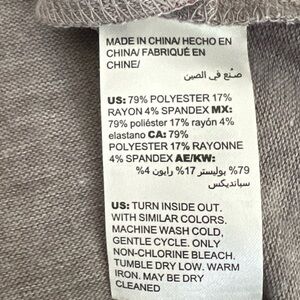 MADE IN CHINA/ HECHO EN
CHINA/ FABRIQUÉ EN
CHINE/
صنع في الصين
US: 79% POLYESTER 17%
RAYON 4% SPANDEX MX:
79% poliéster 17% rayón 4%
elastano CA: 79%
POLYESTER 17% RAYONNE
4% SPANDEX AE/KW:
79% بوليستر 17% رايون 4%
سباندیکس
US: TURN INSIDE OUT.
WITH SIMILAR COLORS.
MACHINE WASH COLD,
GENTLE CYCLE. ONLY
NON-CHLORINE BLEACH.
TUMBLE DRY LOW. WARM
IRON. MAY BE DRY
CLEANED